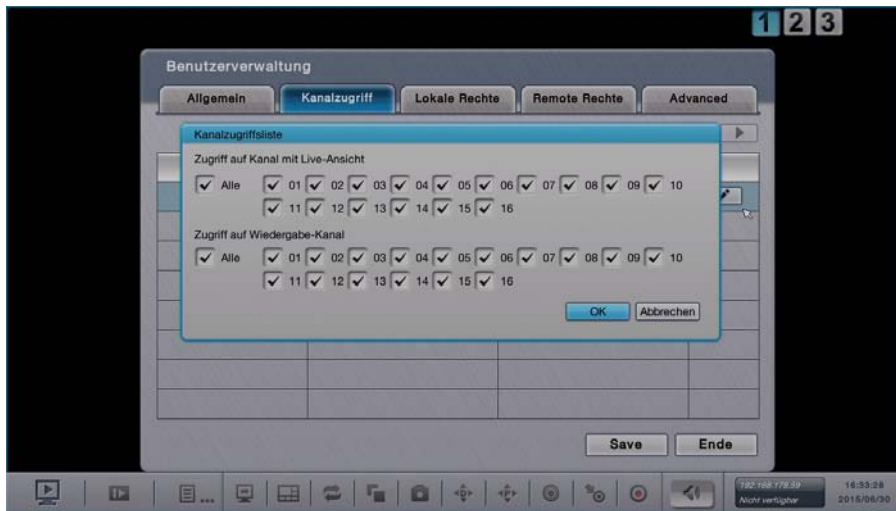 1 2 3
Benutzerverwaltung
Allgemein Kanalzugriff Lokale Rechte Remote Rechte Advanced
Kanalzugriffsliste
Zugriff auf Kanal mit Live-Ansicht
Alle 01 02 03 04 05 06 07 08 09 10
11 12 13 14 15 16
Zugriff auf Wiedergabe-Kanal
Alle 01 02 03 04 05 06 07 08 09 10
11 12 13 14 15 16
OK Abbrechen
Save Ende
192.168.178.59 16:33:28
Nicht verfügbar 2015/06/30